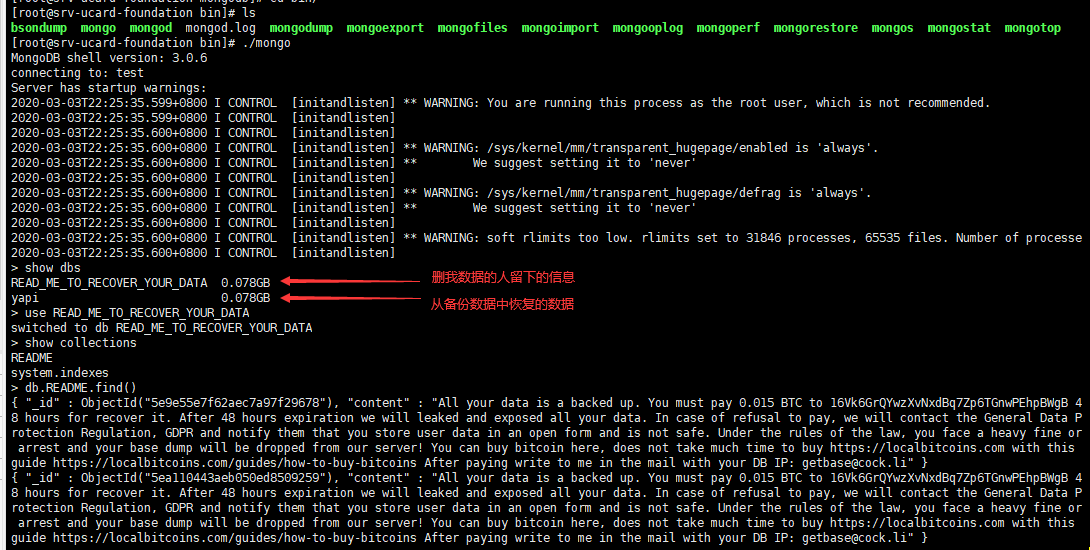 [root@srv-ucard-foundation bin]# ls
bsondump mongo mongod mongod.log mongodump mongoexport mongofiles mongoimport mongooplog mongoperf mongorestore mongos mongostat mongotop
[root@srv-ucard-foundation bin]# ./mongo
MongoDB shell version: 3.0.6
connecting to: test
Server has startup warnings:
2020-03-03T22:25:35.599+0800 I CONTROL [initandlisten] ** WARNING: You are running this process as the root user, which is not recommended.
2020-03-03T22:25:35.599+0800 I CONTROL [initandlisten]
2020-03-03T22:25:35.600+0800 I CONTROL [initandlisten]
2020-03-03T22:25:35.600+0800 I CONTROL [initandlisten] ** WARNING: /sys/kernel/mm/transparent_hugepage/enabled is 'always'.
2020-03-03T22:25:35.600+0800 I CONTROL [initandlisten] ** We suggest setting it to 'never'
2020-03-03T22:25:35.600+0800 I CONTROL [initandlisten]
2020-03-03T22:25:35.600+0800 I CONTROL [initandlisten] ** WARNING: /sys/kernel/mm/transparent_hugepage/defrag is 'always'.
2020-03-03T22:25:35.600+0800 I CONTROL [initandlisten] ** We suggest setting it to 'never'
2020-03-03T22:25:35.600+0800 I CONTROL [initandlisten]
2020-03-03T22:25:35.600+0800 I CONTROL [initandlisten] ** WARNING: soft rlimits too low. rlimits set to 31846 processes, 65535 files. Number of processe
2020-03-03T22:25:35.600+0800 I CONTROL [initandlisten]
> show dbs
READ_ME_TO_RECOVER_YOUR_DATA 0.078GB 删我数据的人留下的信息
yapi 0.078GB 从备份数据中恢复的数据
> use READ_ME_TO_RECOVER_YOUR_DATA
switched to db READ_ME_TO_RECOVER_YOUR_DATA
> show collections
README
system.indexes
> db.README.find()
{ "_id" : ObjectId("5e9e55e7f62aec7a97f29678"), "content" : "All your data is a backed up. You must pay 0.015 BTC to 16Vk6GrQYwzXvNxdBq7Zp6TGnwPEhpBWgB 4
8 hours for recover it. After 48 hours expiration we will leaked and exposed all your data. In case of refusal to pay, we will contact the General Data P
rotection Regulation, GDPR and notify them that you store user data in an open form and is not safe. Under the rules of the law, you face a heavy fine or
arrest and your base dump will be dropped from our server! You can buy bitcoin here, does not take much time to buy https://localbitcoins.com with this
guide https://localbitcoins.com/guides/how-to-buy-bitcoins After paying write to me in the mail with your DB IP: getbase@cock.li" }
{ "_id" : ObjectId("5ea110443aeb050ed8509259"), "content" : "All your data is a backed up. You must pay 0.015 BTC to 16Vk6GrQYwzXvNxdBq7Zp6TGnwPEhpBWgB 4
8 hours for recover it. After 48 hours expiration we will leaked and exposed all your data. In case of refusal to pay, we will contact the General Data P
rotection Regulation, GDPR and notify them that you store user data in an open form and is not safe. Under the rules of the law, you face a heavy fine or
arrest and your base dump will be dropped from our server! You can buy bitcoin here, does not take much time to buy https://localbitcoins.com with this
guide https://localbitcoins.com/guides/how-to-buy-bitcoins After paying write to me in the mail with your DB IP: getbase@cock.li" }